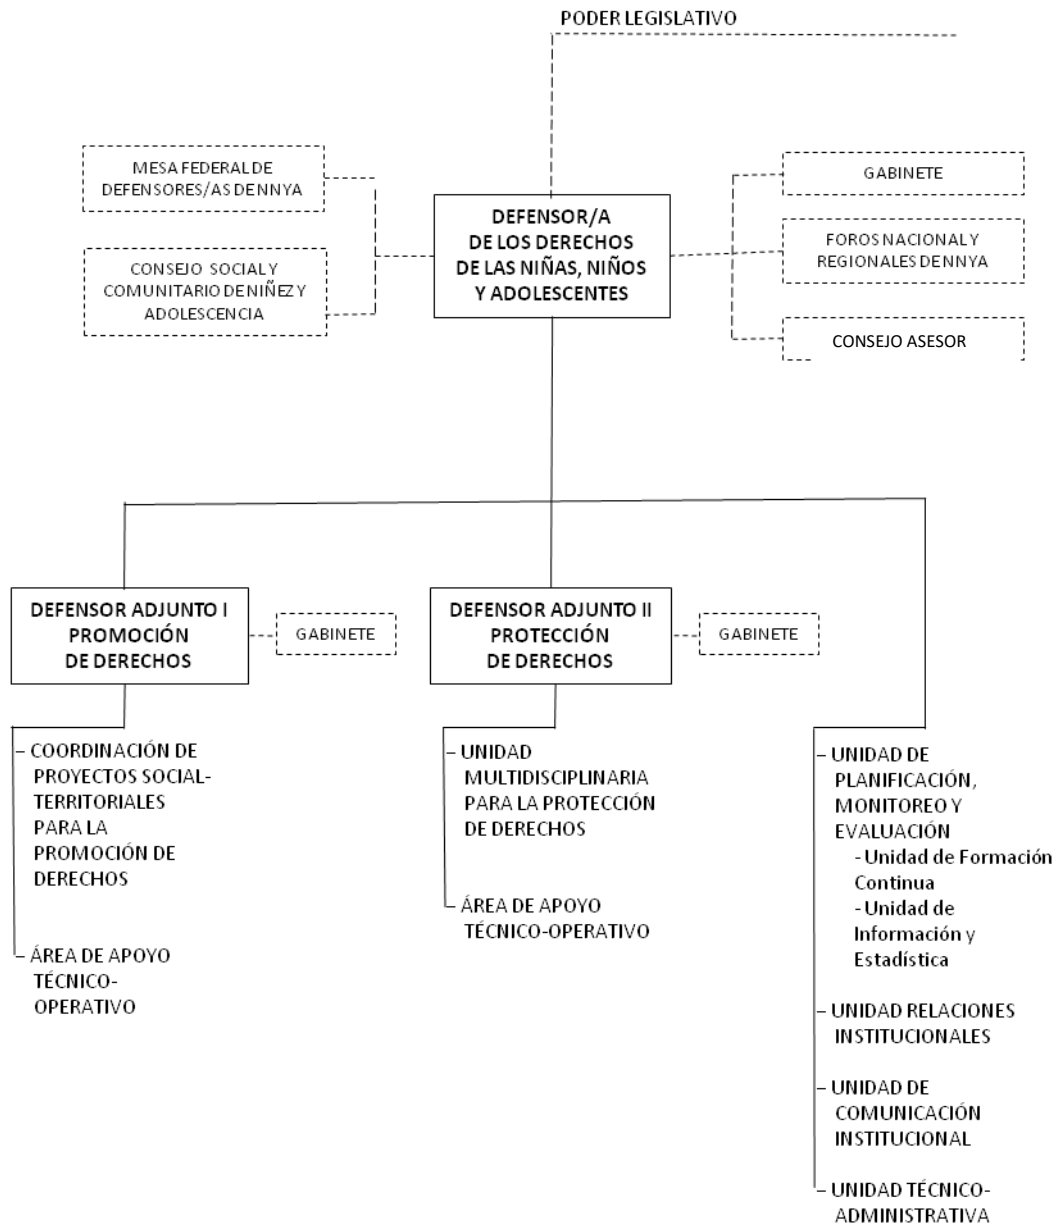 PODER LEGISLATIVO
MESA FEDERAL DE
DEFENSORES/AS DE NNYA
CONSEJO SOCIAL Y
COMUNITARIO DE NIÑEZ Y
ADOLESCENCIA
DEFENSOR/A
DE LOS DERECHOS
DE LAS NIÑAS, NIÑOS
Y ADOLESCENTES
GABINETE
FOROS NACIONAL Y
REGIONALES DE NNYA
CONSEJO ASESOR
DEFENSOR ADJUNTO I
PROMOCIÓN
DE DERECHOS
GABINETE
DEFENSOR ADJUNTO II
PROTECCIÓN
DE DERECHOS
GABINETE
– COORDINACIÓN DE
PROYECTOS SOCIAL-
TERRITORIALES
PARA LA
PROMOCIÓN DE
DERECHOS
– ÁREA DE APOYO
TÉCNICO-
OPERATIVO
– UNIDAD
MULTIDISCIPLINARIA
PARA LA PROTECCIÓN
DE DERECHOS
– ÁREA DE APOYO
TÉCNICO-OPERATIVO
– UNIDAD DE
PLANIFICACIÓN,
MONITOREO Y
EVALUACIÓN
- Unidad de Formación
Continua
- Unidad de
Información y
Estadística
– UNIDAD RELACIONES
INSTITUCIONALES
– UNIDAD DE
COMUNICACIÓN
INSTITUCIONAL
– UNIDAD TÉCNICO-
ADMINISTRATIVA